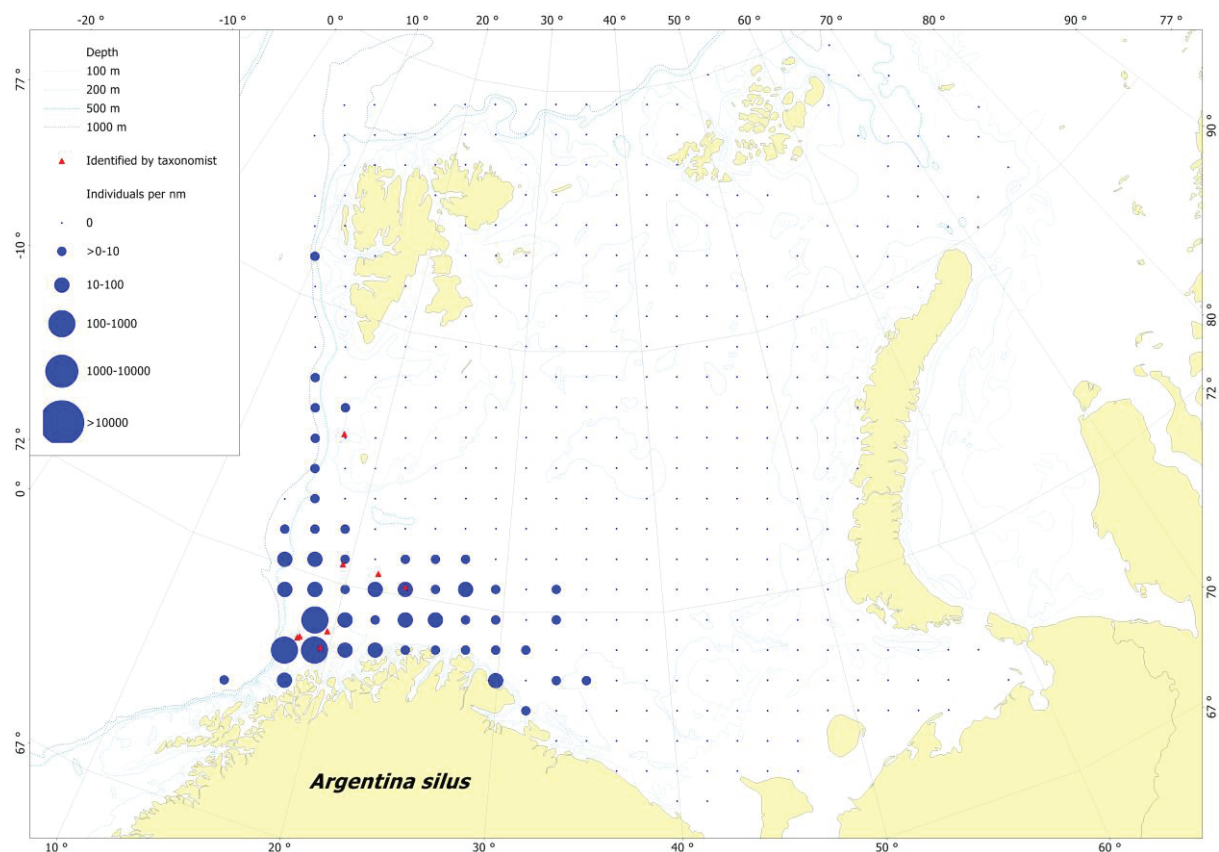 -20 ° -10 ° 0 ° 10 ° 20 ° 30 ° 40 ° 50 ° 60 ° 70 ° 80 ° 90 ° 77 °
Depth
100 m
200 m
500 m
1000 m
Identified by taxonomist
Individuals per nm
0
>0-10
10-100
100-1000
1000-10000
>10000
77 °
-10 °
72 °
0 °
67 °
90 °
80 °
72 °
70 °
67 °
Argentina silus
10 ° 20 ° 30 ° 40 ° 50 ° 60 °